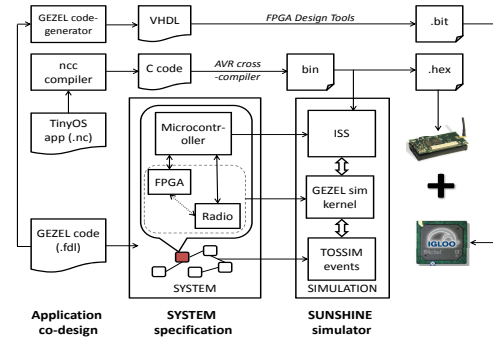 GEZEL code-
generator
VHDL
FPGA Design Tools
.bit
ncc
compiler
C code
AVR cross
-compiler
bin
.hex
TinyOS
app (.nc)
Microcontr-
oller
FPGA
Radio
ISS
GEZEL sim
kernel
TOSSIM
events
GEZEL code
(.fdl)
SYSTEM
SIMULATION
+
IGLOO
Application
co-design
SYSTEM
specification
SUNSHINE
simulator